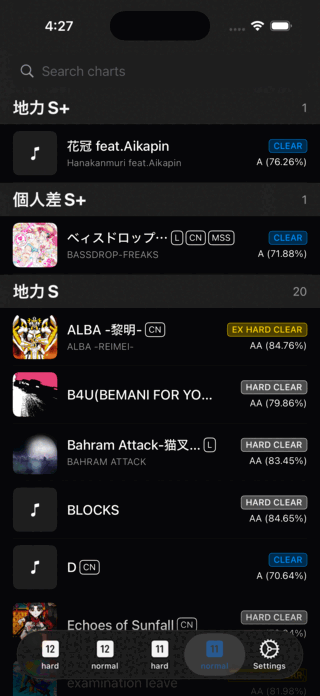 4:27
Search charts
地力 S+
1
花冠 feat.Aikapin
CLEAR
Hanakanmuri feat.Aikapin
A (76.26%)
個人差 S+
1
ベィスドロップ… L CN MSS
CLEAR
BASSDROP-FREAKS
A (71.88%)
地力 S
20
ALBA -黎明- CN
EX HARD CLEAR
ALBA -REIMEI-
AA (84.76%)
B4U(BEMANI FOR YO...
HARD CLEAR
AA (79.86%)
Bahram Attack-猫叉... L
HARD CLEAR
BAHRAM ATTACK
AA (83.45%)
BLOCKS
HARD CLEAR
AA (84.65%)
D CN
CLEAR
A (70.64%)
Echoes of Sunfall CN
HARD CLEAR
12 12 11 11
hard normal hard normal Settings
examination leave
AA (81.98%)